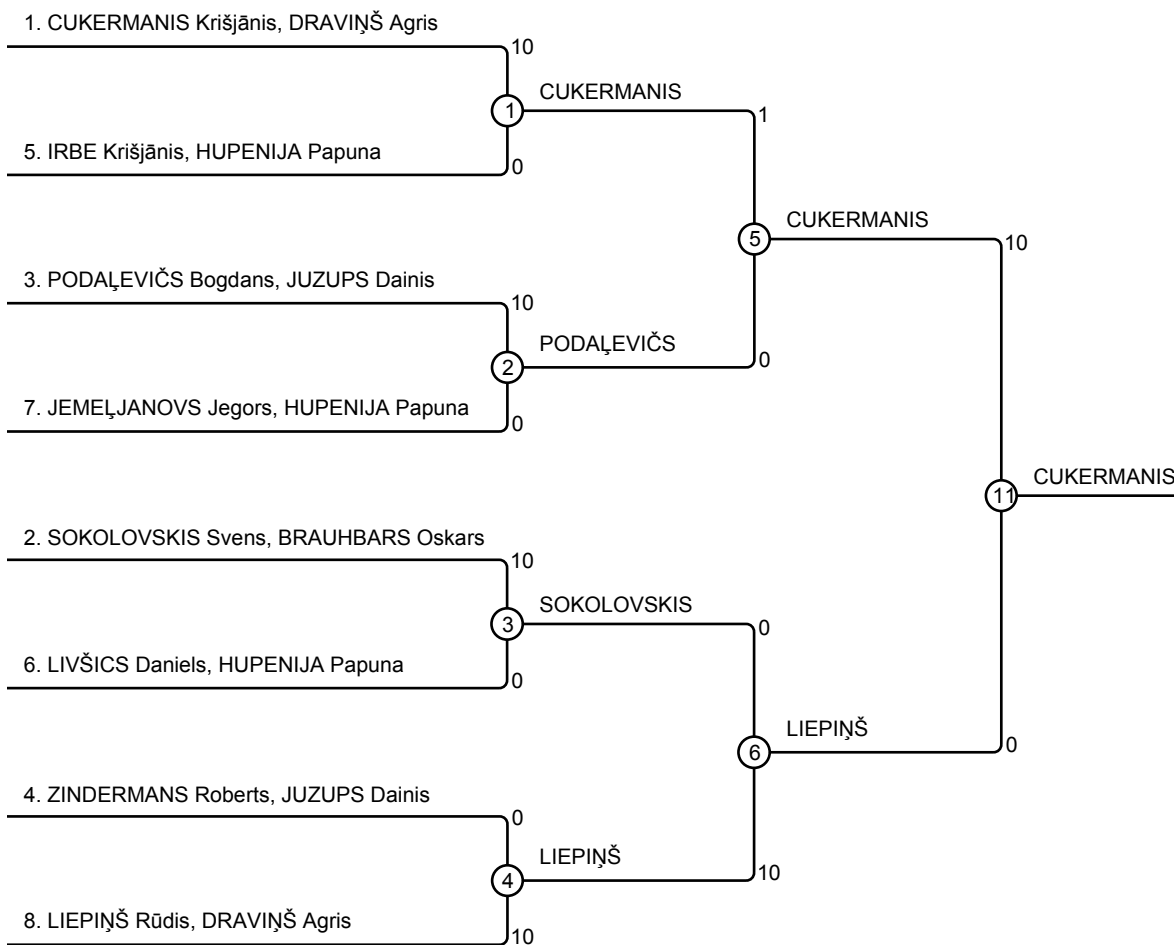 1. CUKERMANIS Krišjānis, DRAVIŅŠ Agris
10
CUKERMANIS
1
1
5. IRBE Krišjānis, HUPENIJA Papuna
0
CUKERMANIS
5
10
3. PODAĻEVIČS Bogdans, JUZUPS Dainis
10
PODAĻEVIČS
0
2
7. JEMEĻJANOVS Jegors, HUPENIJA Papuna
0
CUKERMANIS
11
2. SOKOLOVSKIS Svens, BRAUHBARS Oskars
10
SOKOLOVSKIS
3
0
6. LIVŠICS Daniels, HUPENIJA Papuna
0
LIEPIŅŠ
0
6
4. ZINDERMANS Roberts, JUZUPS Dainis
0
LIEPIŅŠ
10
4
8. LIEPIŅŠ Rūdis, DRAVIŅŠ Agris
10